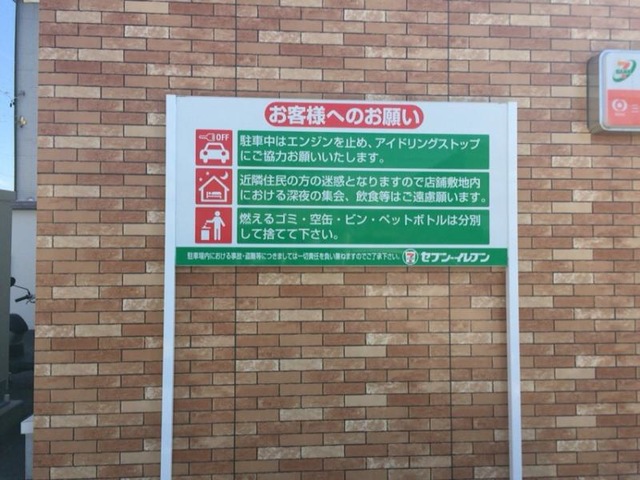 お客様へのお願い
OFF
駐車中はエンジンを止め、アイドリングストップ
にご協力お願いいたします。
近隣住民の方の迷惑となりますので店舗敷地内
における深夜の集会、飲食等はご遠慮願います。
燃えるゴミ・空缶・ビン・ペットボトルは分別
して捨てて下さい。
駐車場内における事故・盗難等につきましては一切責任を負い兼ねますのでご了承下さい。
セブン-イレブン